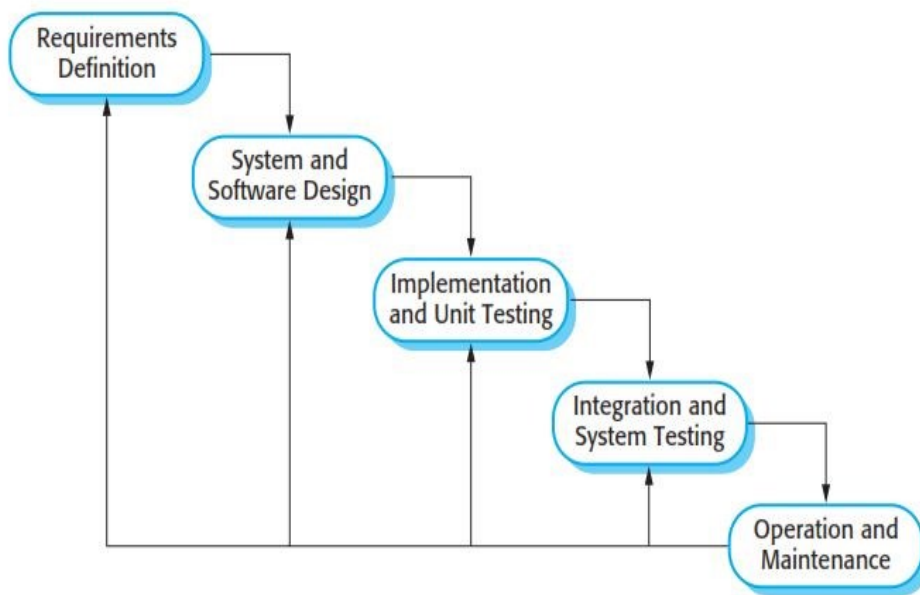 Requirements
Definition
System and
Software Design
Implementation
and Unit Testing
Integration and
System Testing
Operation and
Maintenance